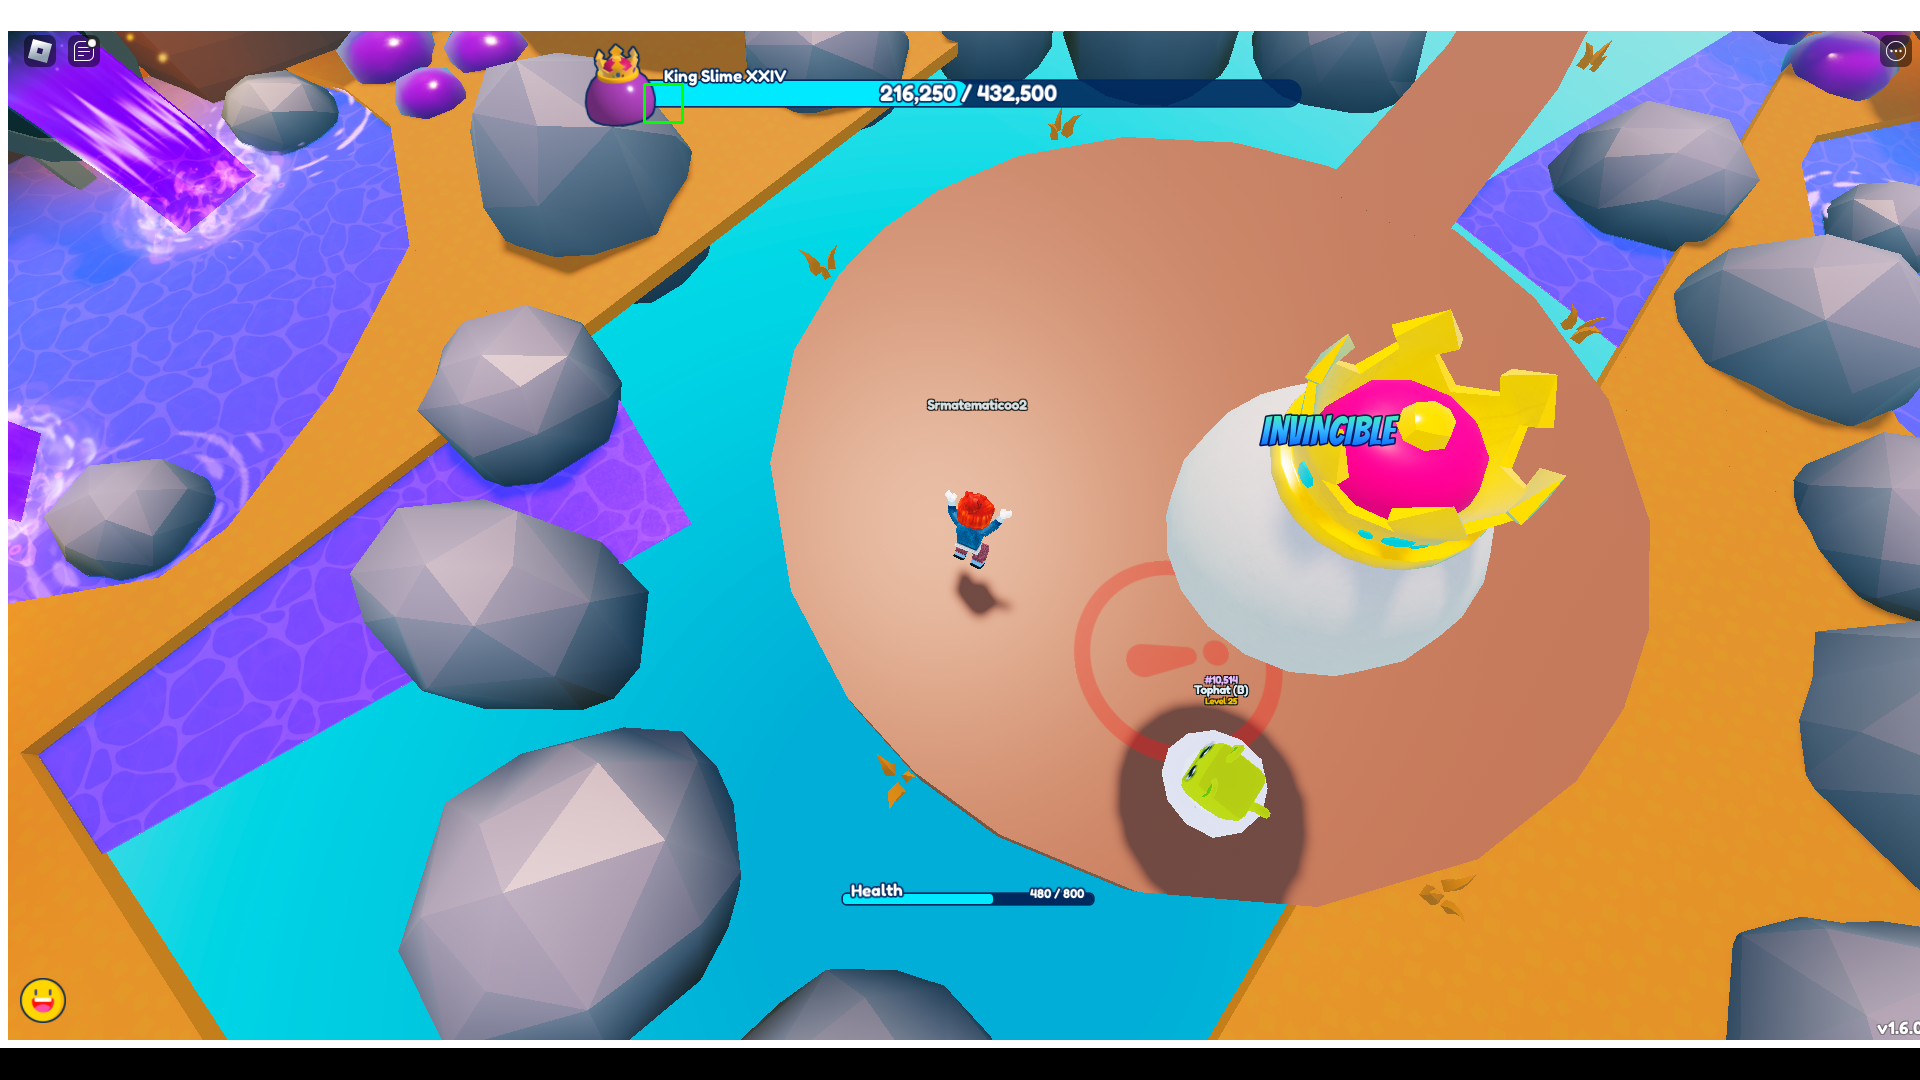 King Slime XXIV
216,250 / 432,500
Srmatematicoo2
INVINCIBLE
#10,514
Tophat (B)
Level 25
Health
480 / 800
v1.6.0